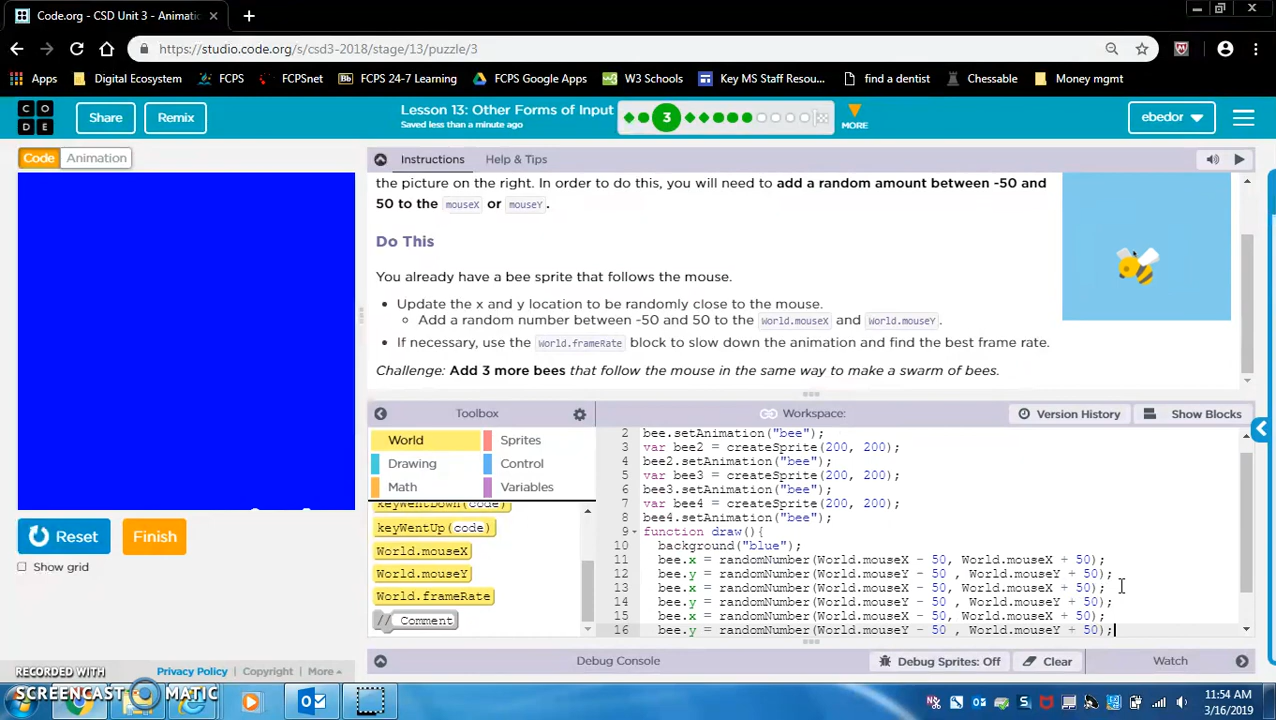 Code.org - CSD Unit 3 - Animatio
https://studio.code.org/s/csd3-2018/stage/13/puzzle/3
Apps Digital Ecosystem FCPS FCPSnet Bb FCPS 24-7 Learning FCPS Google Apps W3 Schools Key MS Staff Resou... find a dentist Chessable Money mgmt
C O
D E
Share Remix
Lesson 13: Other Forms of Input
Saved less than a minute ago
3
MORE
ebedor
Code Animation
Instructions Help & Tips
the picture on the right. In order to do this, you will need to add a random amount between -50 and
50 to the mouseX or mouseY.
Do This
You already have a bee sprite that follows the mouse.
Update the x and y location to be randomly close to the mouse.
Add a random number between -50 and 50 to the World.mouseX and World.mouseY.
If necessary, use the World.frameRate block to slow down the animation and find the best frame rate.
Challenge: Add 3 more bees that follow the mouse in the same way to make a swarm of bees.
Toolbox
Workspace:
Version History
Show Blocks
World Sprites
Drawing Control
Math Variables
keyWentDown(code)
keyWentUp(code)
World.mouseX
World.mouseY
World.frameRate
// Comment
2 bee.setAnimation("bee");
3 var bee2 = createSprite(200, 200);
4 bee2.setAnimation("bee");
5 var bee3 = createSprite(200, 200);
6 bee3.setAnimation("bee");
7 var bee4 = createSprite(200, 200);
8 bee4.setAnimation("bee");
9 function draw(){
10 background("blue");
11 bee.x = randomNumber(World.mouseX - 50, World.mouseX + 50);
12 bee.y = randomNumber(World.mouseY - 50 , World.mouseY + 50);
13 bee.x = randomNumber(World.mouseX - 50, World.mouseX + 50);
14 bee.y = randomNumber(World.mouseY - 50 , World.mouseY + 50);
15 bee.x = randomNumber(World.mouseX - 50, World.mouseX + 50);
16 bee.y = randomNumber(World.mouseY - 50 , World.mouseY + 50);
Reset Finish
Show grid
Debug Console
Debug Sprites: Off
Clear
Watch
Privacy Policy | Copyright | More
RECORDED WITH
SCREENCAST MATIC
11:54 AM
3/16/2019